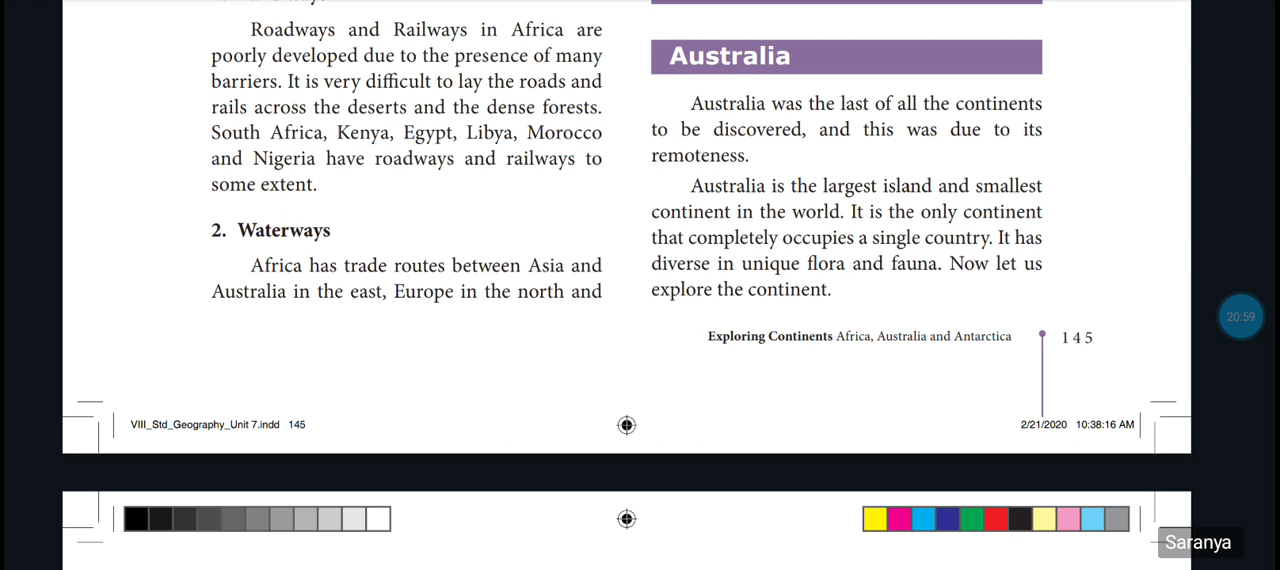 Roadways and Railways in Africa are
poorly developed due to the presence of many
barriers. It is very difficult to lay the roads and
rails across the deserts and the dense forests.
South Africa, Kenya, Egypt, Libya, Morocco
and Nigeria have roadways and railways to
some extent.
2. Waterways
Africa has trade routes between Asia and
Australia in the east, Europe in the north and
Australia
Australia was the last of all the continents
to be discovered, and this was due to its
remoteness.
Australia is the largest island and smallest
continent in the world. It is the only continent
that completely occupies a single country. It has
diverse in unique flora and fauna. Now let us
explore the continent.
Exploring Continents Africa, Australia and Antarctica
145
20:59
VIII_Std_Geography_Unit 7.indd 145
2/21/2020 10:38:16 AM
Saranya